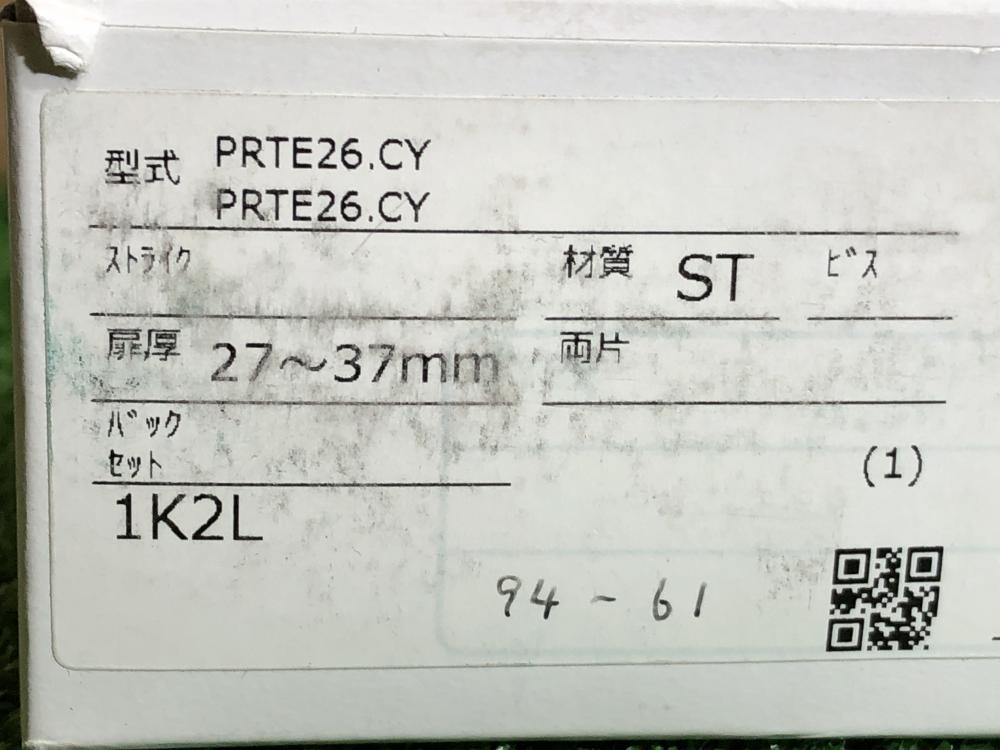 型式 PRTE26.CY
PRTE26.CY
ストライク
材質 ST
ビス
扉厚 27～37mm
両片
バック
セット
(1)
1K2L
94 - 61